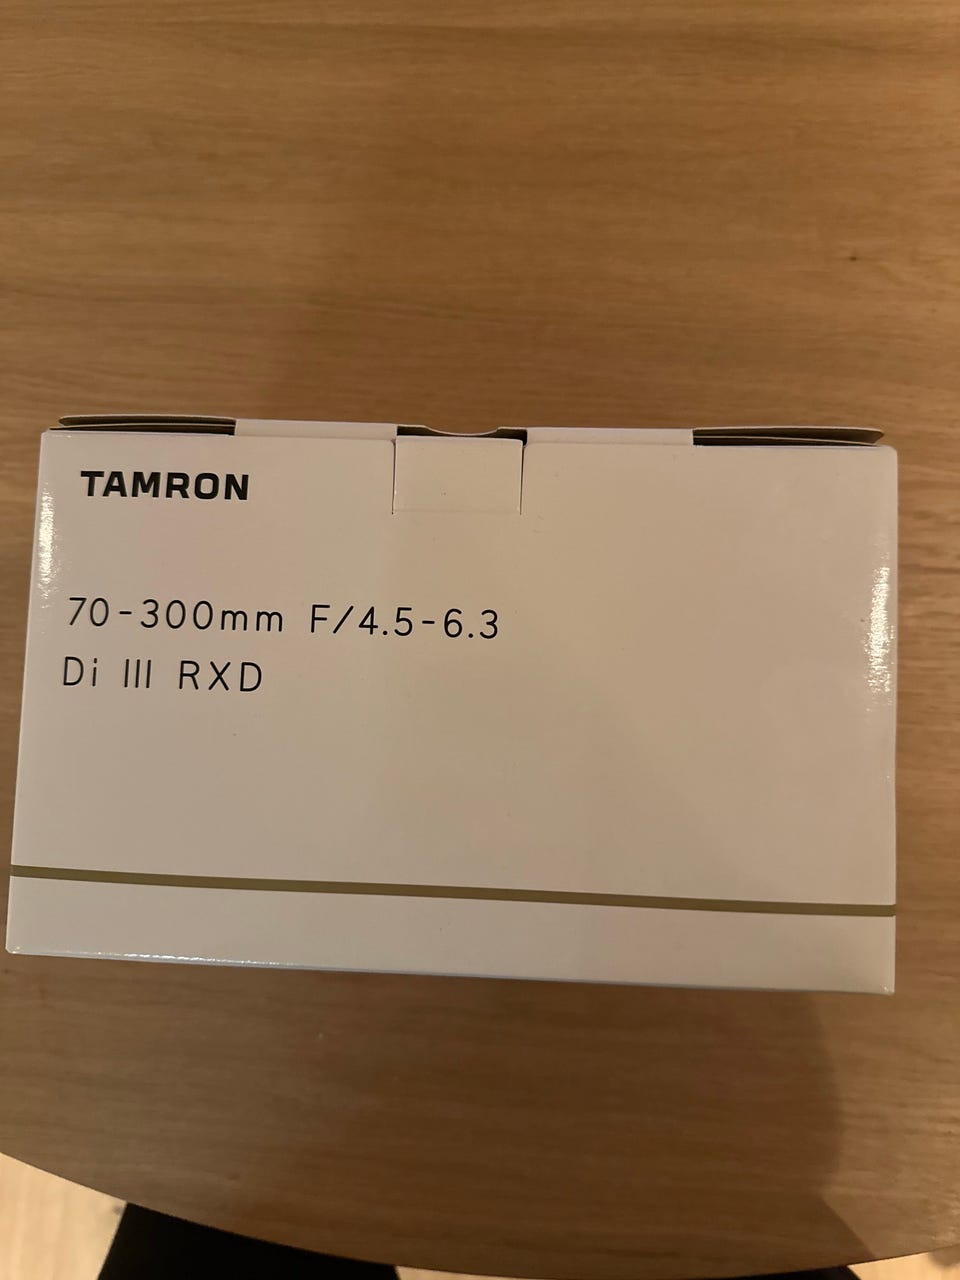 TAMRON
70-300mm F/4.5-6.3
Di III RXD